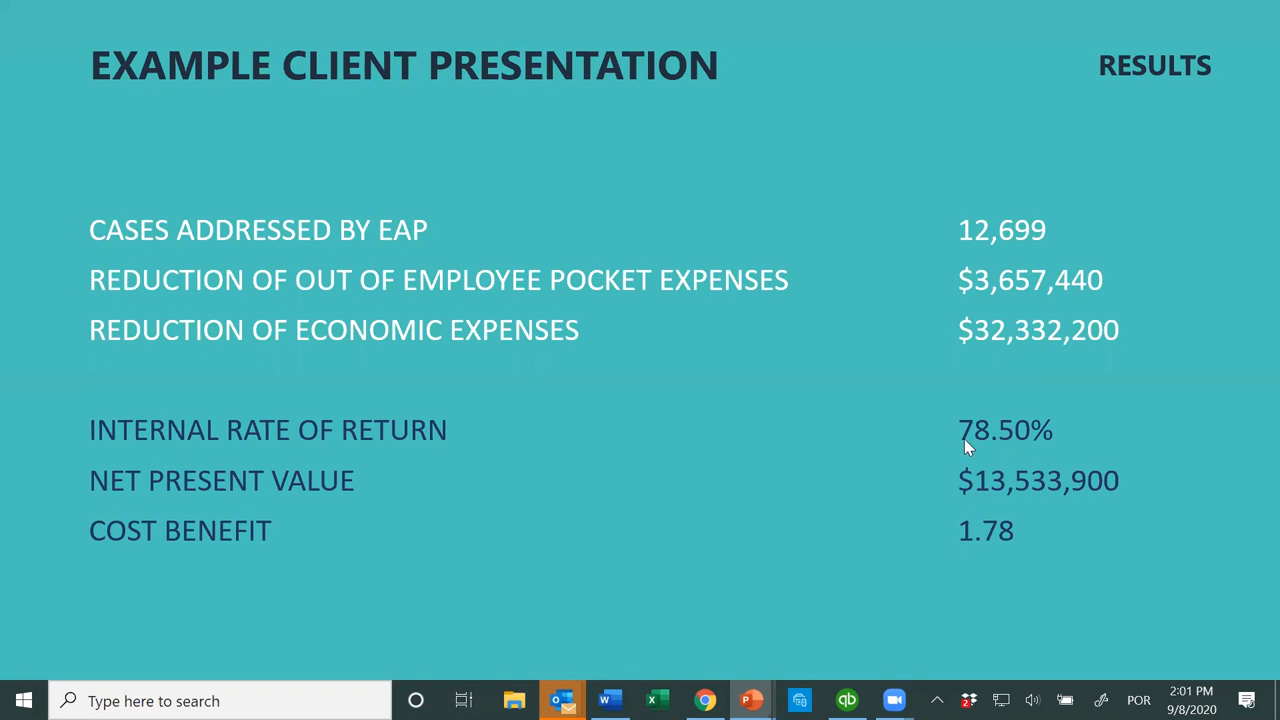 EXAMPLE CLIENT PRESENTATION RESULTS
CASES ADDRESSED BY EAP 12,699
REDUCTION OF OUT OF EMPLOYEE POCKET EXPENSES $3,657,440
REDUCTION OF ECONOMIC EXPENSES $32,332,200
INTERNAL RATE OF RETURN 78.50%
NET PRESENT VALUE $13,533,900
COST BENEFIT 1.78
Type here to search
2
POR
2:01 PM
9/8/2020